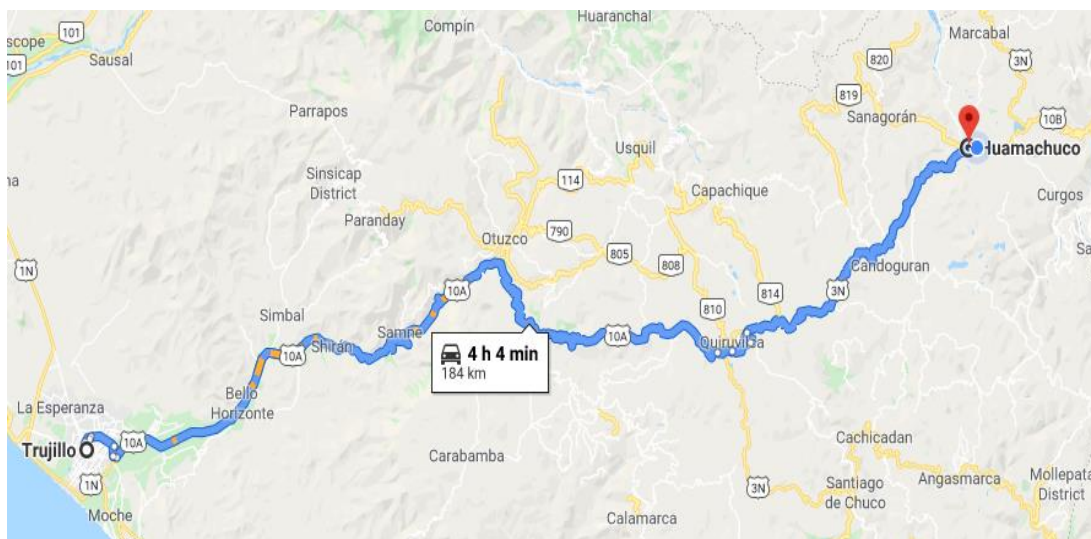 Huaranchal
Marcabal
Compín
101
scope
101
Sausal
3N
820
819
Sanagorán
10B
Huamachuco
Parrapos
Usquil
Sinsicap
District
114
Capachique
Curgos
Paranday
Otuzco
790
Sa
na
1N
805
808
Candoguran
10A
814
3N
810
Simbal
10A
Samne
10A
Shirán
Quiruvilca
4 h 4 min
184 km
Bello
Horizonte
La Esperanza
10A
Trujillo
Carabamba
Cachicadan
1N
3N
Santiago
de Chuco
Angasmarca
Mollepata
District
Moche
Calamarca